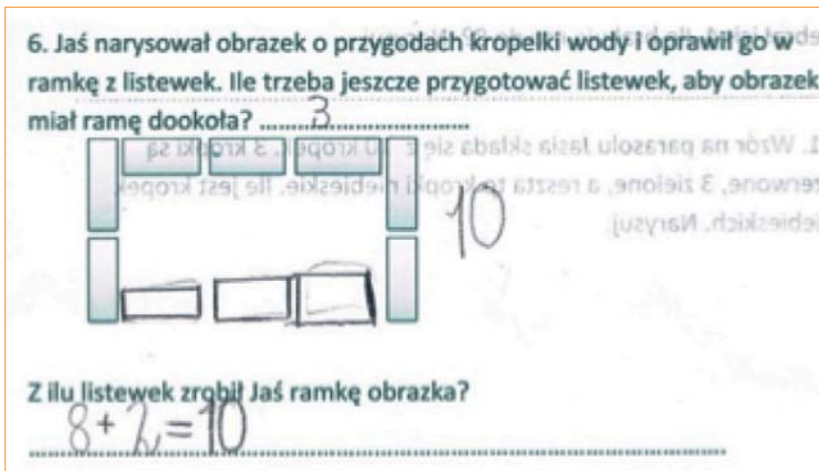 6. Jaś narysował obrazek o przygodach kropelki wody i oprawił go w
ramkę z listewek. Ile trzeba jeszcze przygotować listewek, aby obrazek
miał ramę dookoła? ....3....
10
Z ilu listewek zrobił Jaś ramkę obrazka?
8+2=10